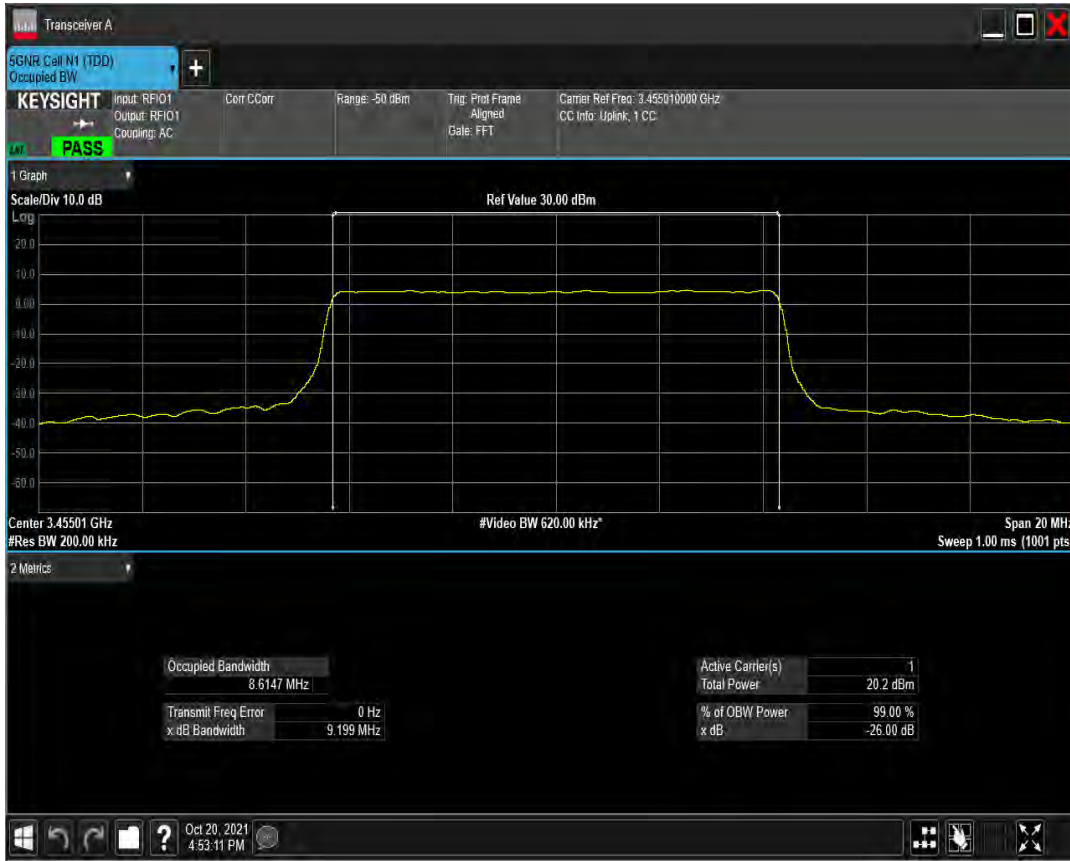 Transceiver A
5GNR Cell N1 (TDD)
Occupied BW
+
KEYSIGHT
PASS
Input: RFIO1
Output: RFIO1
Coupling: AC
Corr CCorr
Range: -50 dBm
Trig: Prot Frame
Aligned
Gate: FFT
Carrier Ref Freq: 3.455010000 GHz
CC Info: Uplink, 1 CC
1 Graph
Scale/Div 10.0 dB
Ref Value 30.00 dBm
Log
20.0
10.0
0.00
-10.0
-20.0
-30.0
-40.0
-50.0
-60.0
Center 3.45501 GHz
#Video BW 620.00 kHz*
Span 20 MHz
#Res BW 200.00 kHz
Sweep 1.00 ms (1001 pts
2 Metrics
Occupied Bandwidth
8.6147 MHz
Transmit Freq Error 0 Hz
x dB Bandwidth 9.199 MHz
Active Carrier(s) 1
Total Power 20.2 dBm
% of OBW Power 99.00 %
x dB -26.00 dB
?
Oct 20, 2021
4:53:11 PM